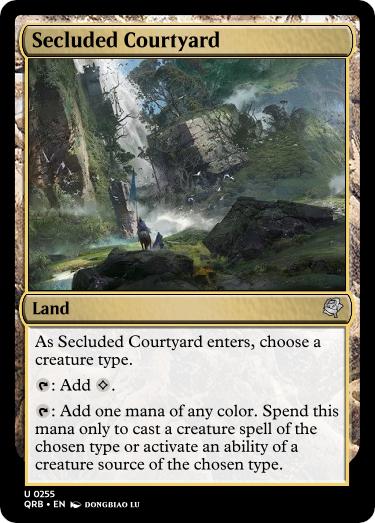 Secluded Courtyard
Land
As Secluded Courtyard enters, choose a
creature type.
: Add .
: Add one mana of any color. Spend this
mana only to cast a creature spell of the
chosen type or activate an ability of a
creature source of the chosen type.
U 0255
QRB • EN DONGBIAO LU